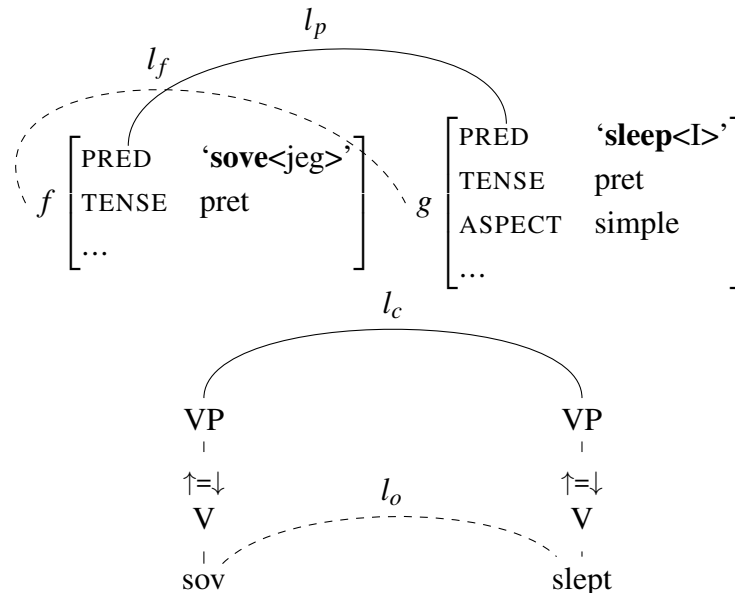 l_p
l_f
f [PRED ‘sove<jeg>’
TENSE pret
...]
g [PRED ‘sleep<I>’
TENSE pret
ASPECT simple
...]
l_c
VP VP
↑=↓ ↑=↓
V V
l_o
sov slept